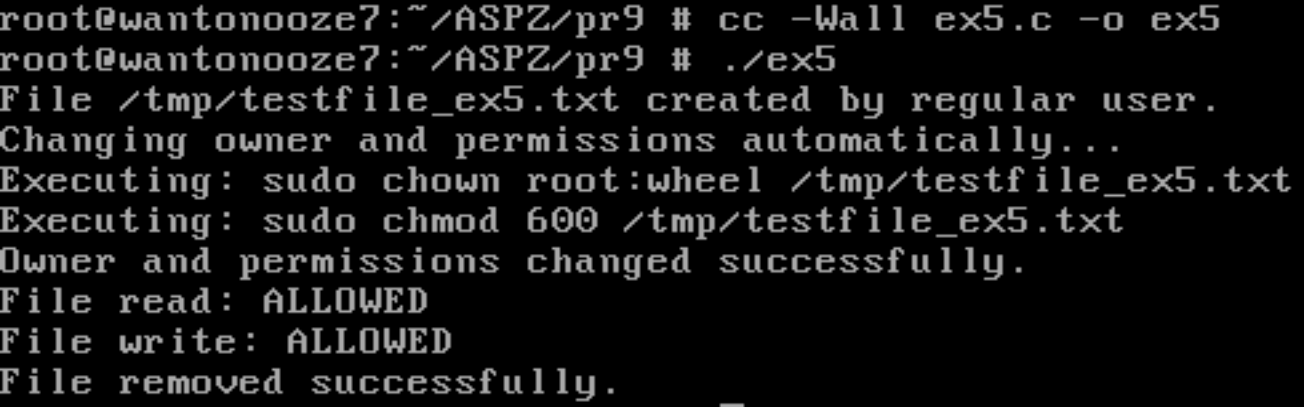 root@wantonooze7:~/ASPZ/pr9 # cc -Wall ex5.c -o ex5
root@wantonooze7:~/ASPZ/pr9 # ./ex5
File /tmp/testfile_ex5.txt created by regular user.
Changing owner and permissions automatically...
Executing: sudo chown root:wheel /tmp/testfile_ex5.txt
Executing: sudo chmod 600 /tmp/testfile_ex5.txt
Owner and permissions changed successfully.
File read: ALLOWED
File write: ALLOWED
File removed successfully.